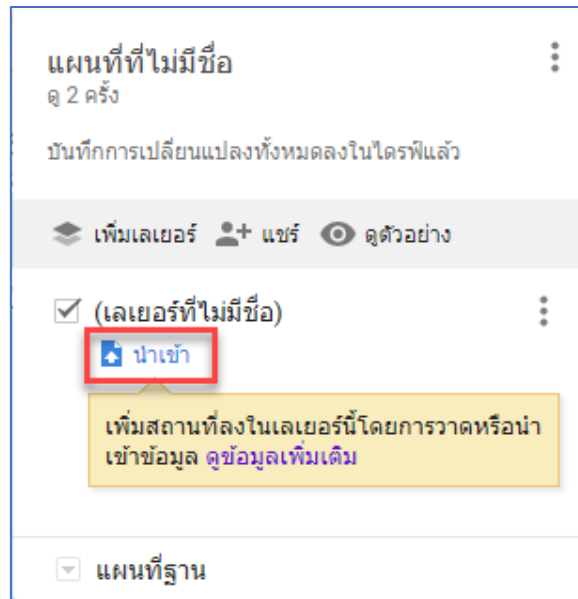 แผนที่ที่ไม่มีชื่อ
ดู 2 ครั้ง
บันทึกการเปลี่ยนแปลงทั้งหมดลงในไดรฟ์แล้ว
เพิ่มเลเยอร์ แชร์ ดูตัวอย่าง
(เลเยอร์ที่ไม่มีชื่อ)
นำเข้า
เพิ่มสถานที่ลงในเลเยอร์นี้โดยการวาดหรือนำ
เข้าข้อมูล ดูข้อมูลเพิ่มเติม
แผนที่ฐาน